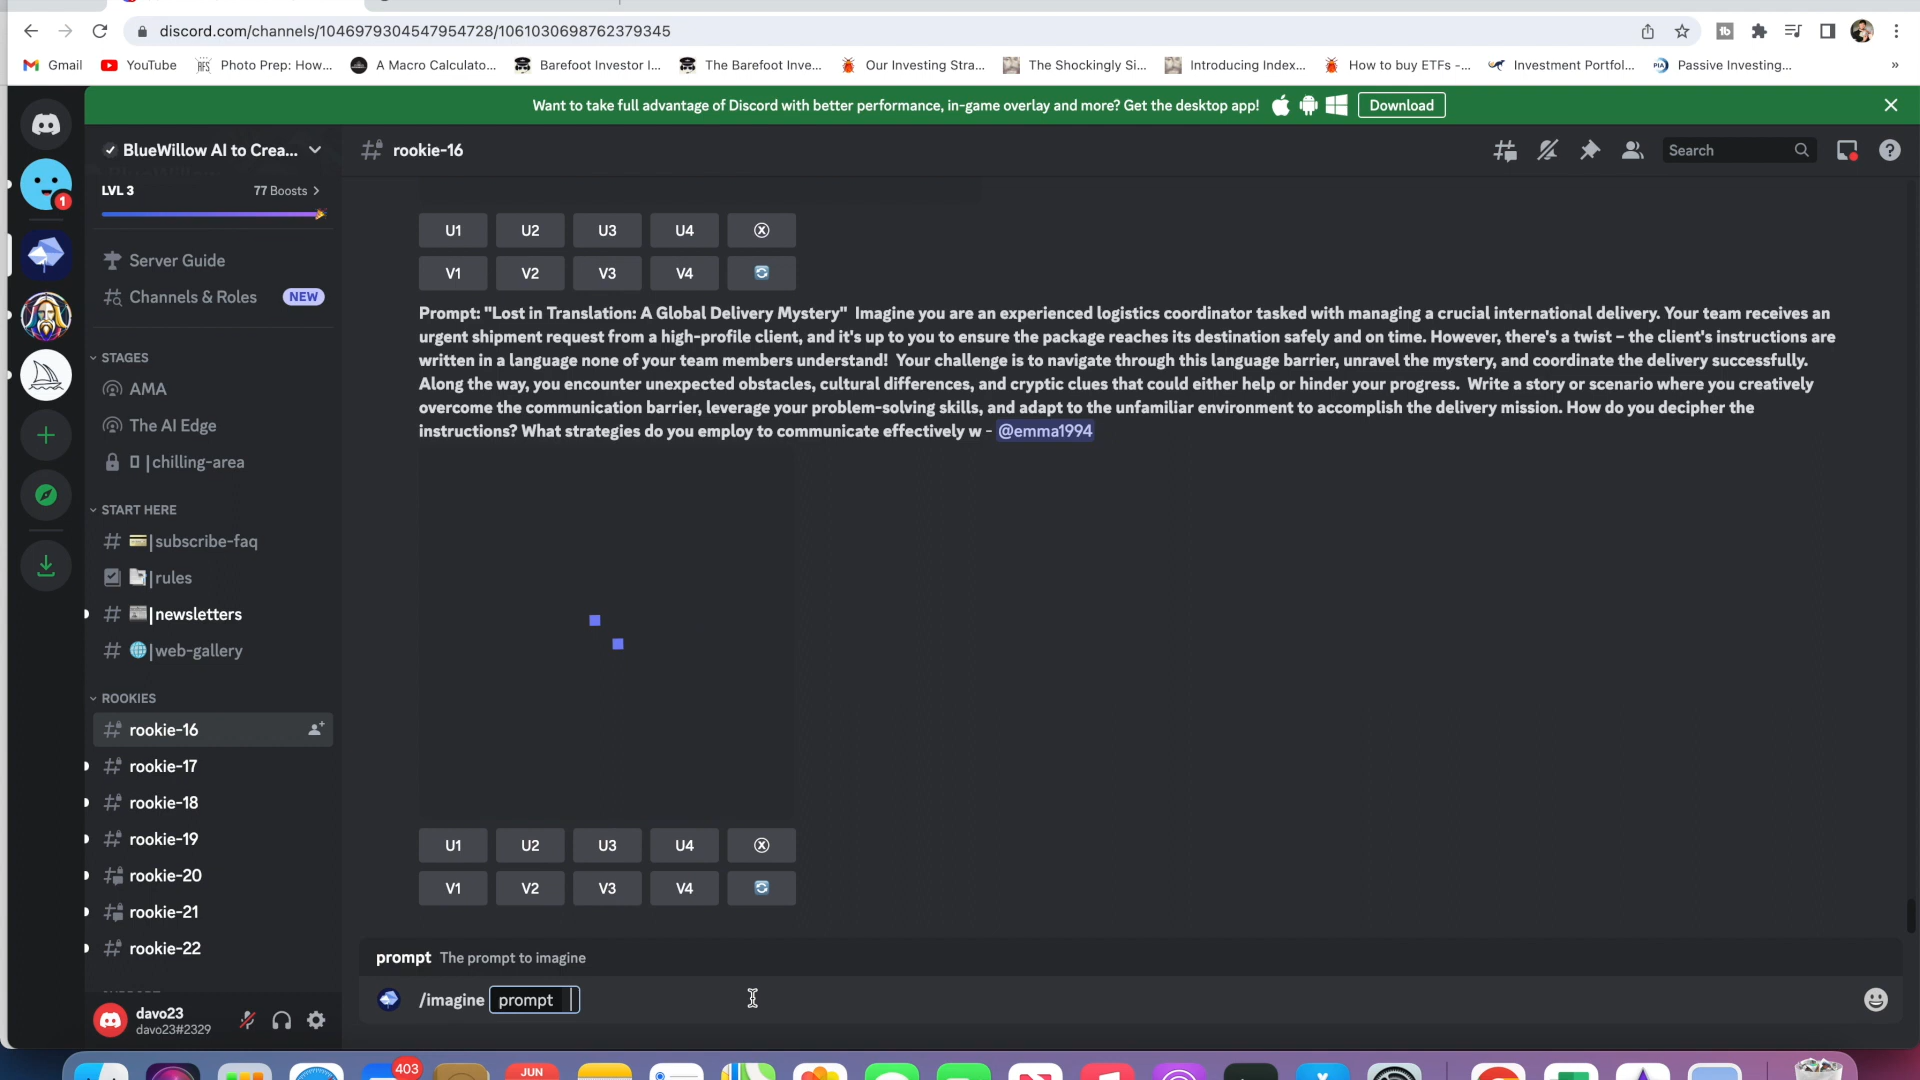 discord.com/channels/1046979304547954728/1061030698762379345
Gmail
YouTube
Photo Prep: How...
A Macro Calculato...
Barefoot Investor I...
The Barefoot Inve...
Our Investing Stra...
The Shockingly Si...
Introducing Index...
How to buy ETFs -...
Investment Portfol...
Passive Investing...
»
Want to take full advantage of Discord with better performance, in-game overlay and more? Get the desktop app!
Download
BlueWillow AI to Crea...
LVL 3
77 Boosts
1
Server Guide
Channels & Roles
NEW
STAGES
AMA
The AI Edge
|chilling-area
START HERE
|subscribe-faq
|rules
|newsletters
|web-gallery
ROOKIES
rookie-16
rookie-17
rookie-18
rookie-19
rookie-20
rookie-21
rookie-22
davo23
davo23#2329
rookie-16
Search
U1 U2 U3 U4
V1 V2 V3 V4
Prompt: "Lost in Translation: A Global Delivery Mystery" Imagine you are an experienced logistics coordinator tasked with managing a crucial international delivery. Your team receives an
urgent shipment request from a high-profile client, and it's up to you to ensure the package reaches its destination safely and on time. However, there's a twist – the client's instructions are
written in a language none of your team members understand! Your challenge is to navigate through this language barrier, unravel the mystery, and coordinate the delivery successfully.
Along the way, you encounter unexpected obstacles, cultural differences, and cryptic clues that could either help or hinder your progress. Write a story or scenario where you creatively
overcome the communication barrier, leverage your problem-solving skills, and adapt to the unfamiliar environment to accomplish the delivery mission. How do you decipher the
instructions? What strategies do you employ to communicate effectively w - @emma1994
U1 U2 U3 U4
V1 V2 V3 V4
prompt The prompt to imagine
/imagine prompt
403
JUN